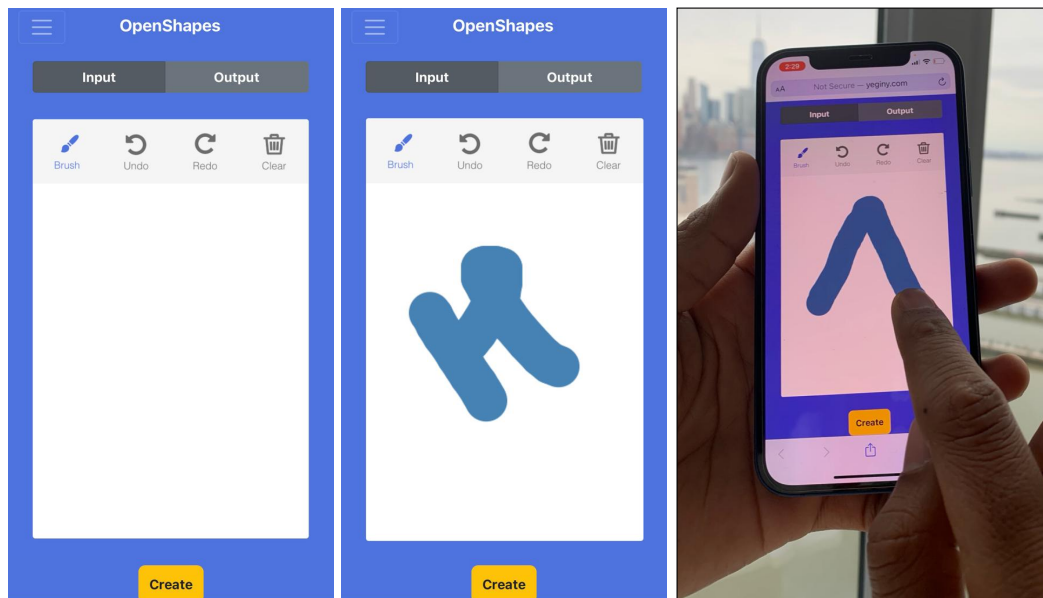 OpenShapes
Input Output
Brush Undo Redo Clear
Create
OpenShapes
Input Output
Brush Undo Redo Clear
Create
2:29
AA Not Secure — yeginy.com
Input Output
Brush Undo Redo Clear
Create